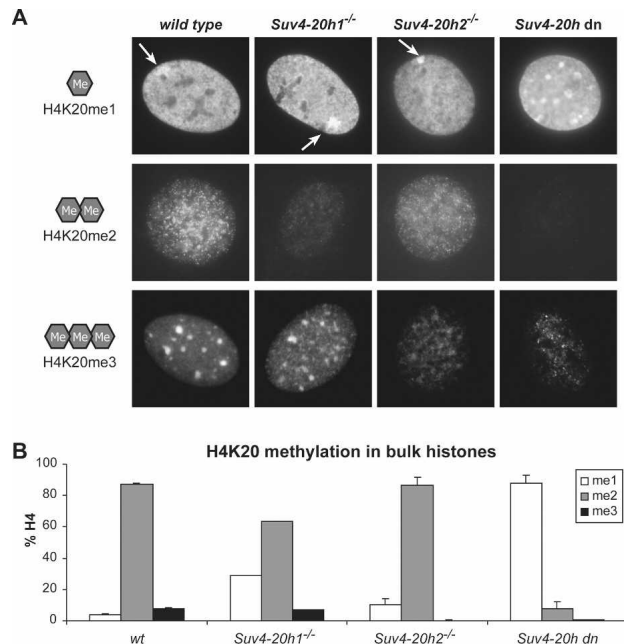 A
wild type Suv4-20h1-/- Suv4-20h2-/- Suv4-20h dn
Me
H4K20me1
Me Me
H4K20me2
Me Me Me
H4K20me3
B
H4K20 methylation in bulk histones
100
80
60
40
20
0
% H4
me1
me2
me3
wt Suv4-20h1-/- Suv4-20h2-/- Suv4-20h dn